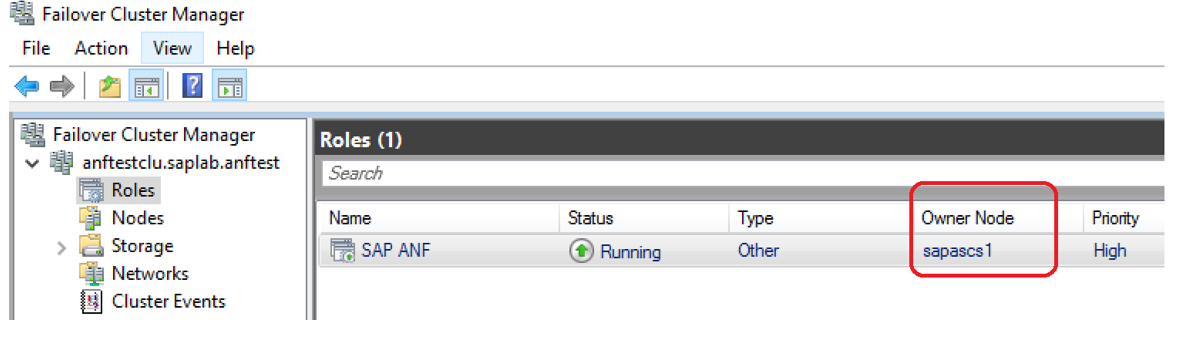 Failover Cluster Manager
File Action View Help
Failover Cluster Manager
anftestclu.saplab.anftest
Roles
Nodes
Storage
Networks
Cluster Events
Roles (1)
Search
Name Status Type Owner Node Priority
SAP ANF Running Other sapascs1 High